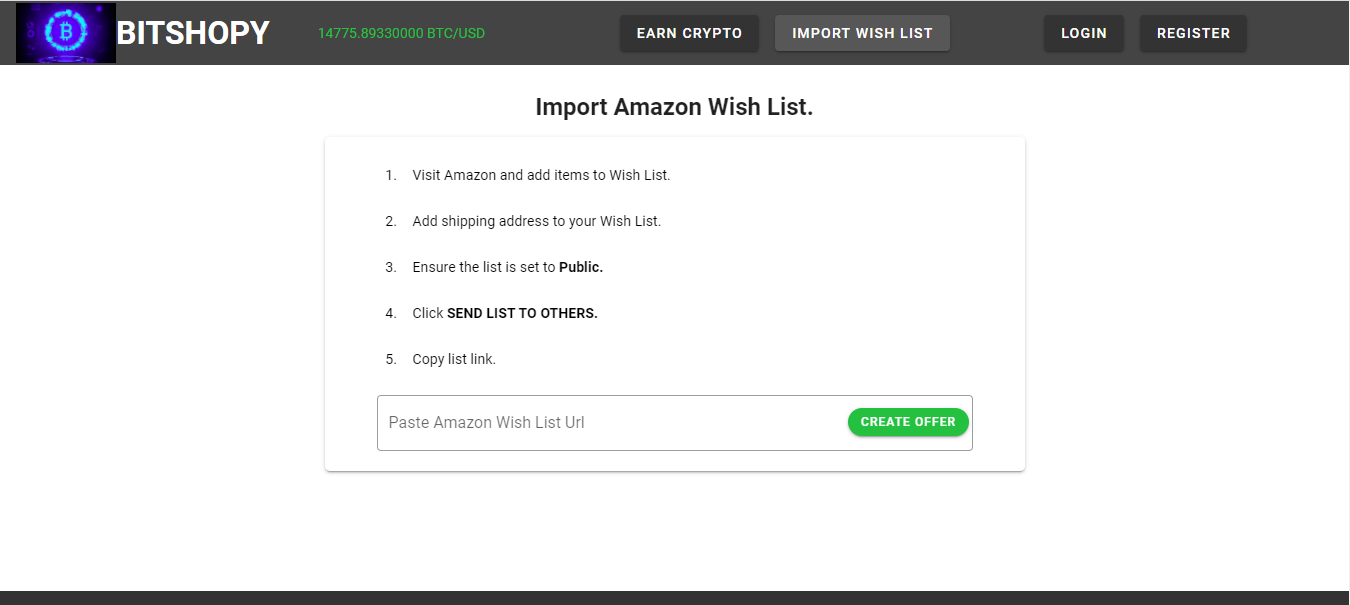 BITSHOPY
14775.89330000 BTC/USD
EARN CRYPTO
IMPORT WISH LIST
LOGIN
REGISTER
Import Amazon Wish List.
1. Visit Amazon and add items to Wish List.
2. Add shipping address to your Wish List.
3. Ensure the list is set to Public.
4. Click SEND LIST TO OTHERS.
5. Copy list link.
Paste Amazon Wish List Url
CREATE OFFER